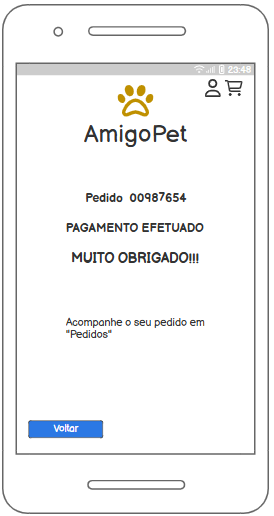 23:48
AmigoPet
Pedido 00987654
PAGAMENTO EFETUADO
MUITO OBRIGADO!!!
Acompanhe o seu pedido em
"Pedidos"
Voltar